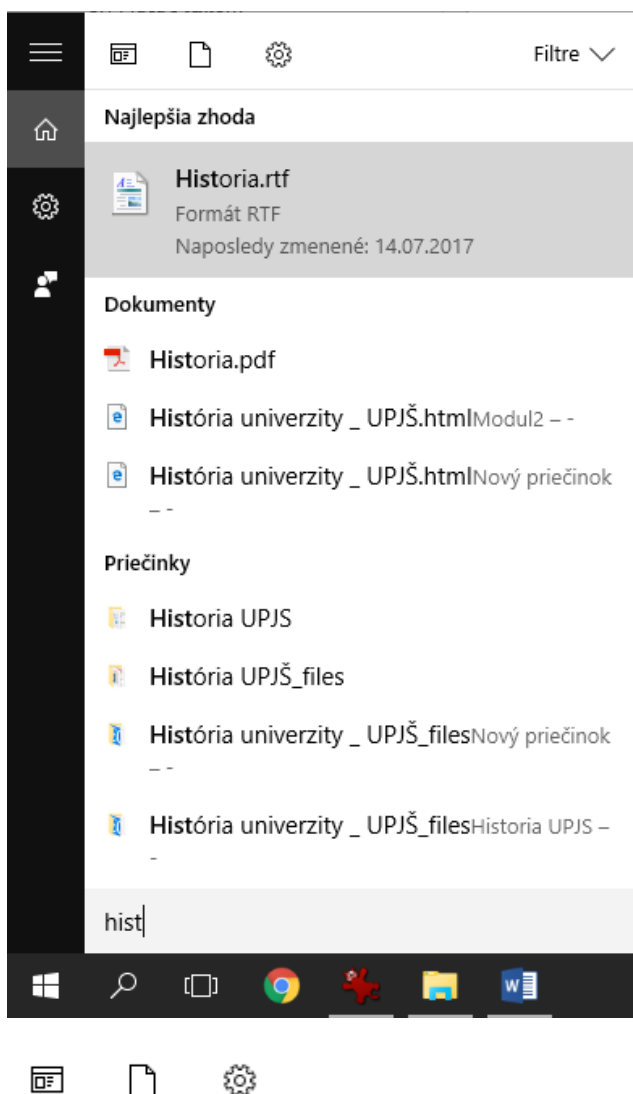 Filtre
Najlepšia zhoda
Historia.rtf
Formát RTF
Naposledy zmenené: 14.07.2017
Dokumenty
Historia.pdf
História univerzity _ UPJŠ.htmlModul2 – -
História univerzity _ UPJŠ.htmlNový priečinok
– -
Priečinky
Historia UPJS
História UPJŠ_files
História univerzity _ UPJŠ_filesNový priečinok
– -
História univerzity _ UPJŠ_filesHistoria UPJS –
-
hist